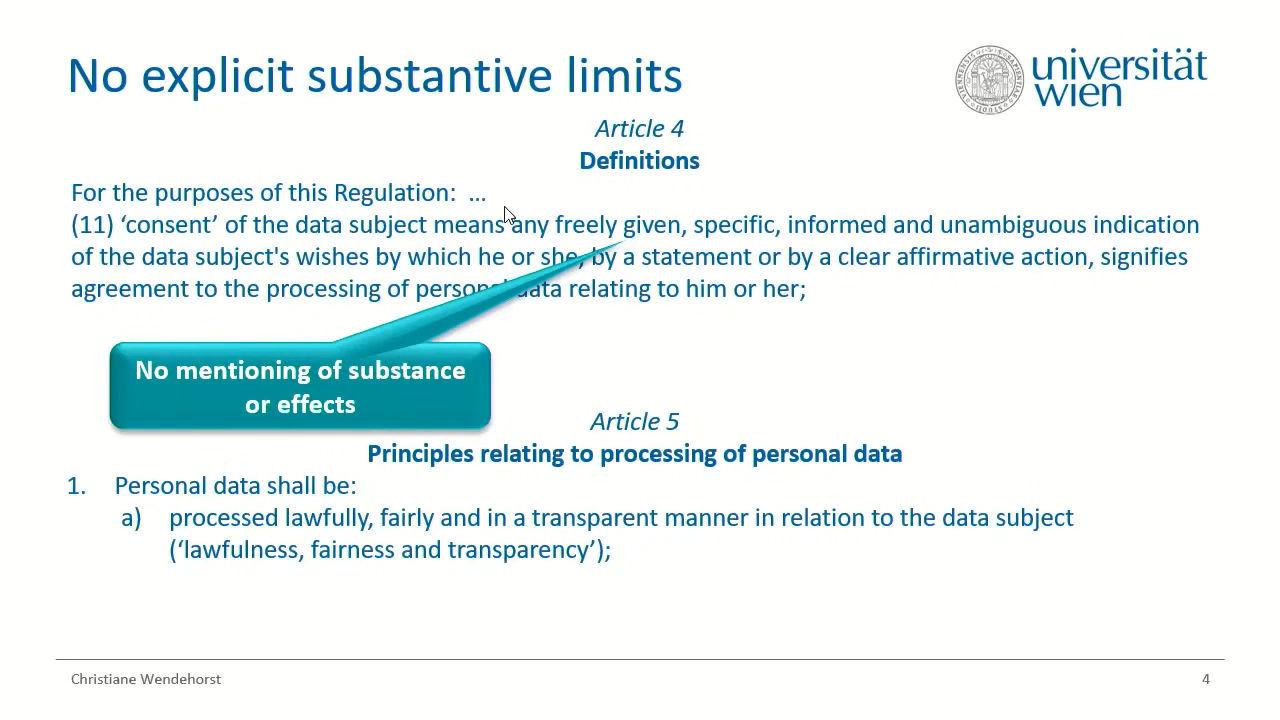 No explicit substantive limits
universität
wien
Article 4
Definitions
For the purposes of this Regulation: ...
(11) ‘consent’ of the data subject means any freely given, specific, informed and unambiguous indication
of the data subject's wishes by which he or she, by a statement or by a clear affirmative action, signifies
agreement to the processing of personal data relating to him or her;
No mentioning of substance
or effects
Article 5
Principles relating to processing of personal data
1. Personal data shall be:
a) processed lawfully, fairly and in a transparent manner in relation to the data subject
(‘lawfulness, fairness and transparency’);
Christiane Wendehorst
4